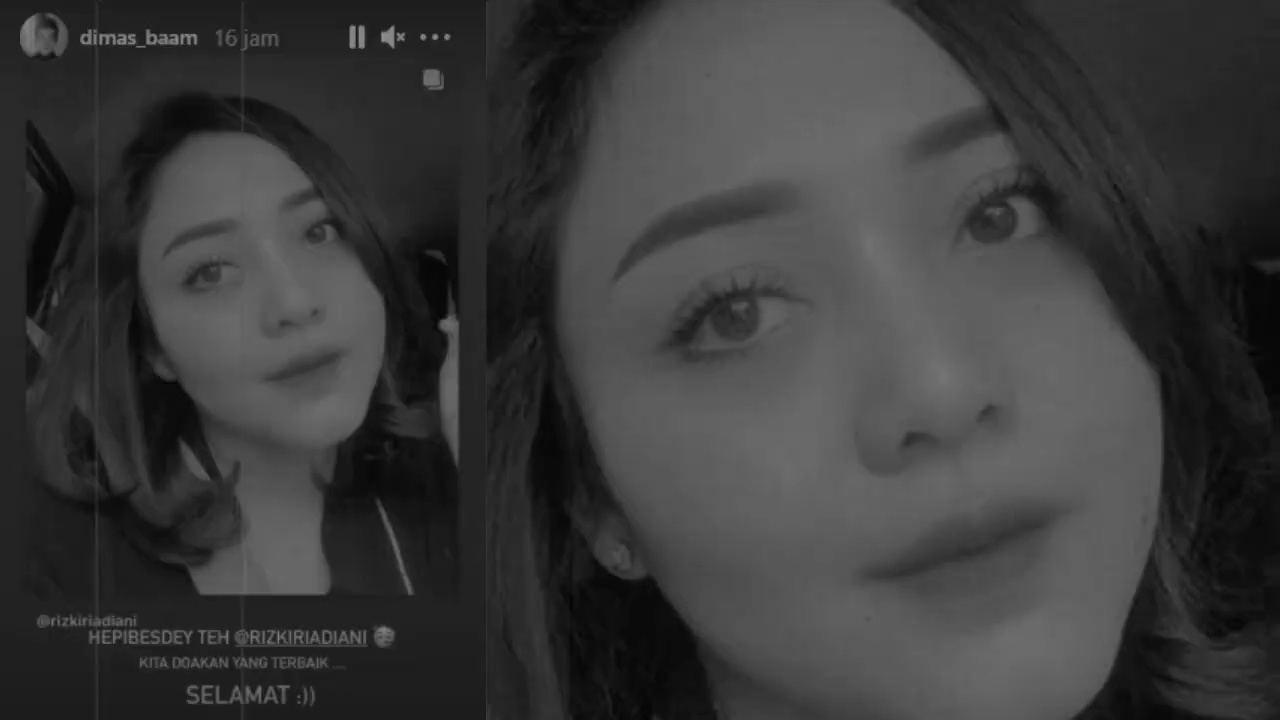 dimas_baam 16 jam
@rizkiriadiani
HEPIBESDEY TEH @RIZKIRIADIANI
KITA DOAKAN YANG TERBAIK ...
SELAMAT :))